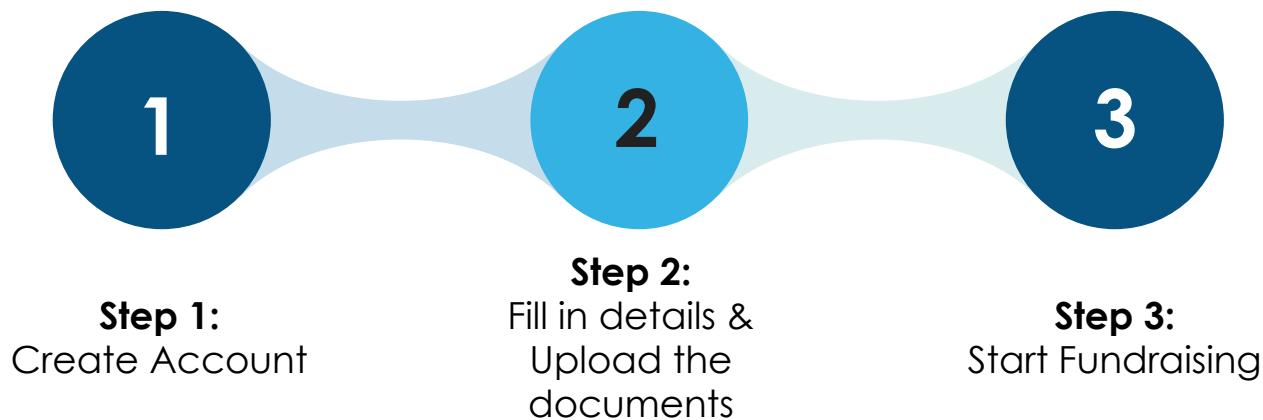 1
2
3
Step 1:
Create Account
Step 2:
Fill in details &
Upload the
documents
Step 3:
Start Fundraising